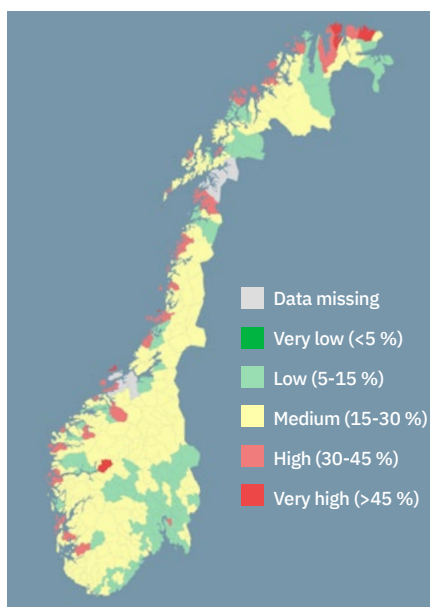 Data missing
Very low (<5 %)
Low (5-15 %)
Medium (15-30 %)
High (30-45 %)
Very high (>45 %)